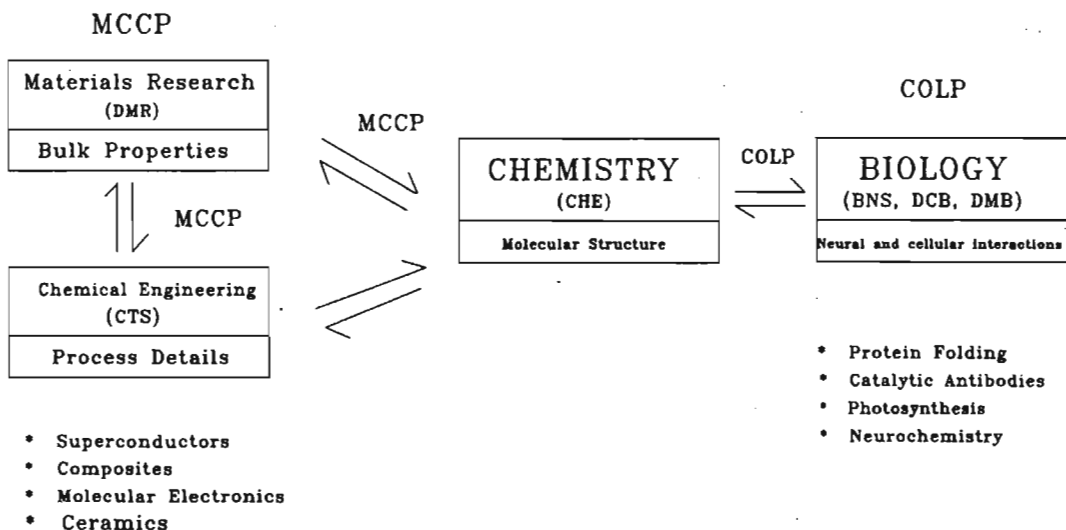 MCCP
Materials Research
(DMR)
Bulk Properties
MCCP
Chemical Engineering
(CTS)
Process Details
* Superconductors
* Composites
* Molecular Electronics
* Ceramics
MCCP
CHEMISTRY
(CHE)
Molecular Structure
COLP
COLP
BIOLOGY
(BNS, DCB, DMB)
Neural and cellular interactions
* Protein Folding
* Catalytic Antibodies
* Photosynthesis
* Neurochemistry